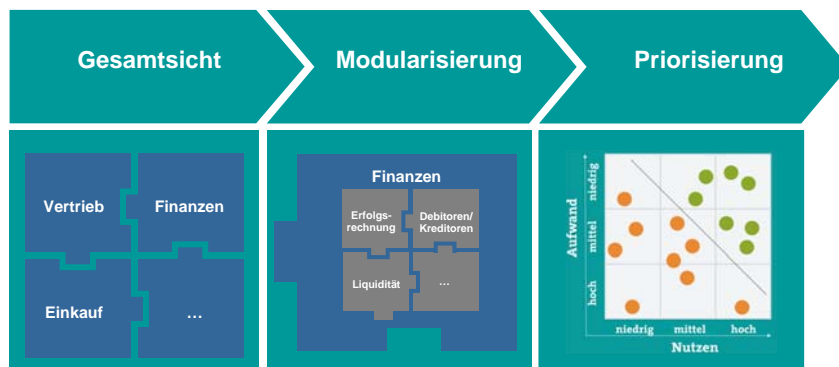 Gesamtsicht
Modularisierung
Priorisierung
Vertrieb
Finanzen
Einkauf
...
Finanzen
Erfolgs-
rechnung
Debitoren/
Kreditoren
Liquidität
...
Aufwand
niedrig
mittel
hoch
niedrig
mittel
hoch
Nutzen